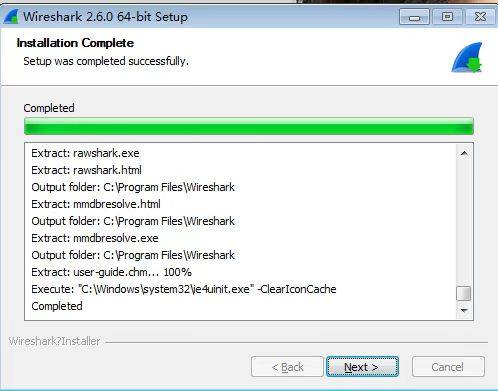 Wireshark 2.6.0 64-bit Setup
Installation Complete
Setup was completed successfully.
Completed
Extract: rawshark.exe
Extract: rawshark.html
Output folder: C:\Program Files\Wireshark
Extract: mmdbresolve.html
Output folder: C:\Program Files\Wireshark
Extract: mmdbresolve.exe
Output folder: C:\Program Files\Wireshark
Extract: user-guide.chm... 100%
Execute: "C:\Windows\system32\ie4uinit.exe" -ClearIconCache
Completed
Wireshark?Installer
< Back
Next >
Cancel